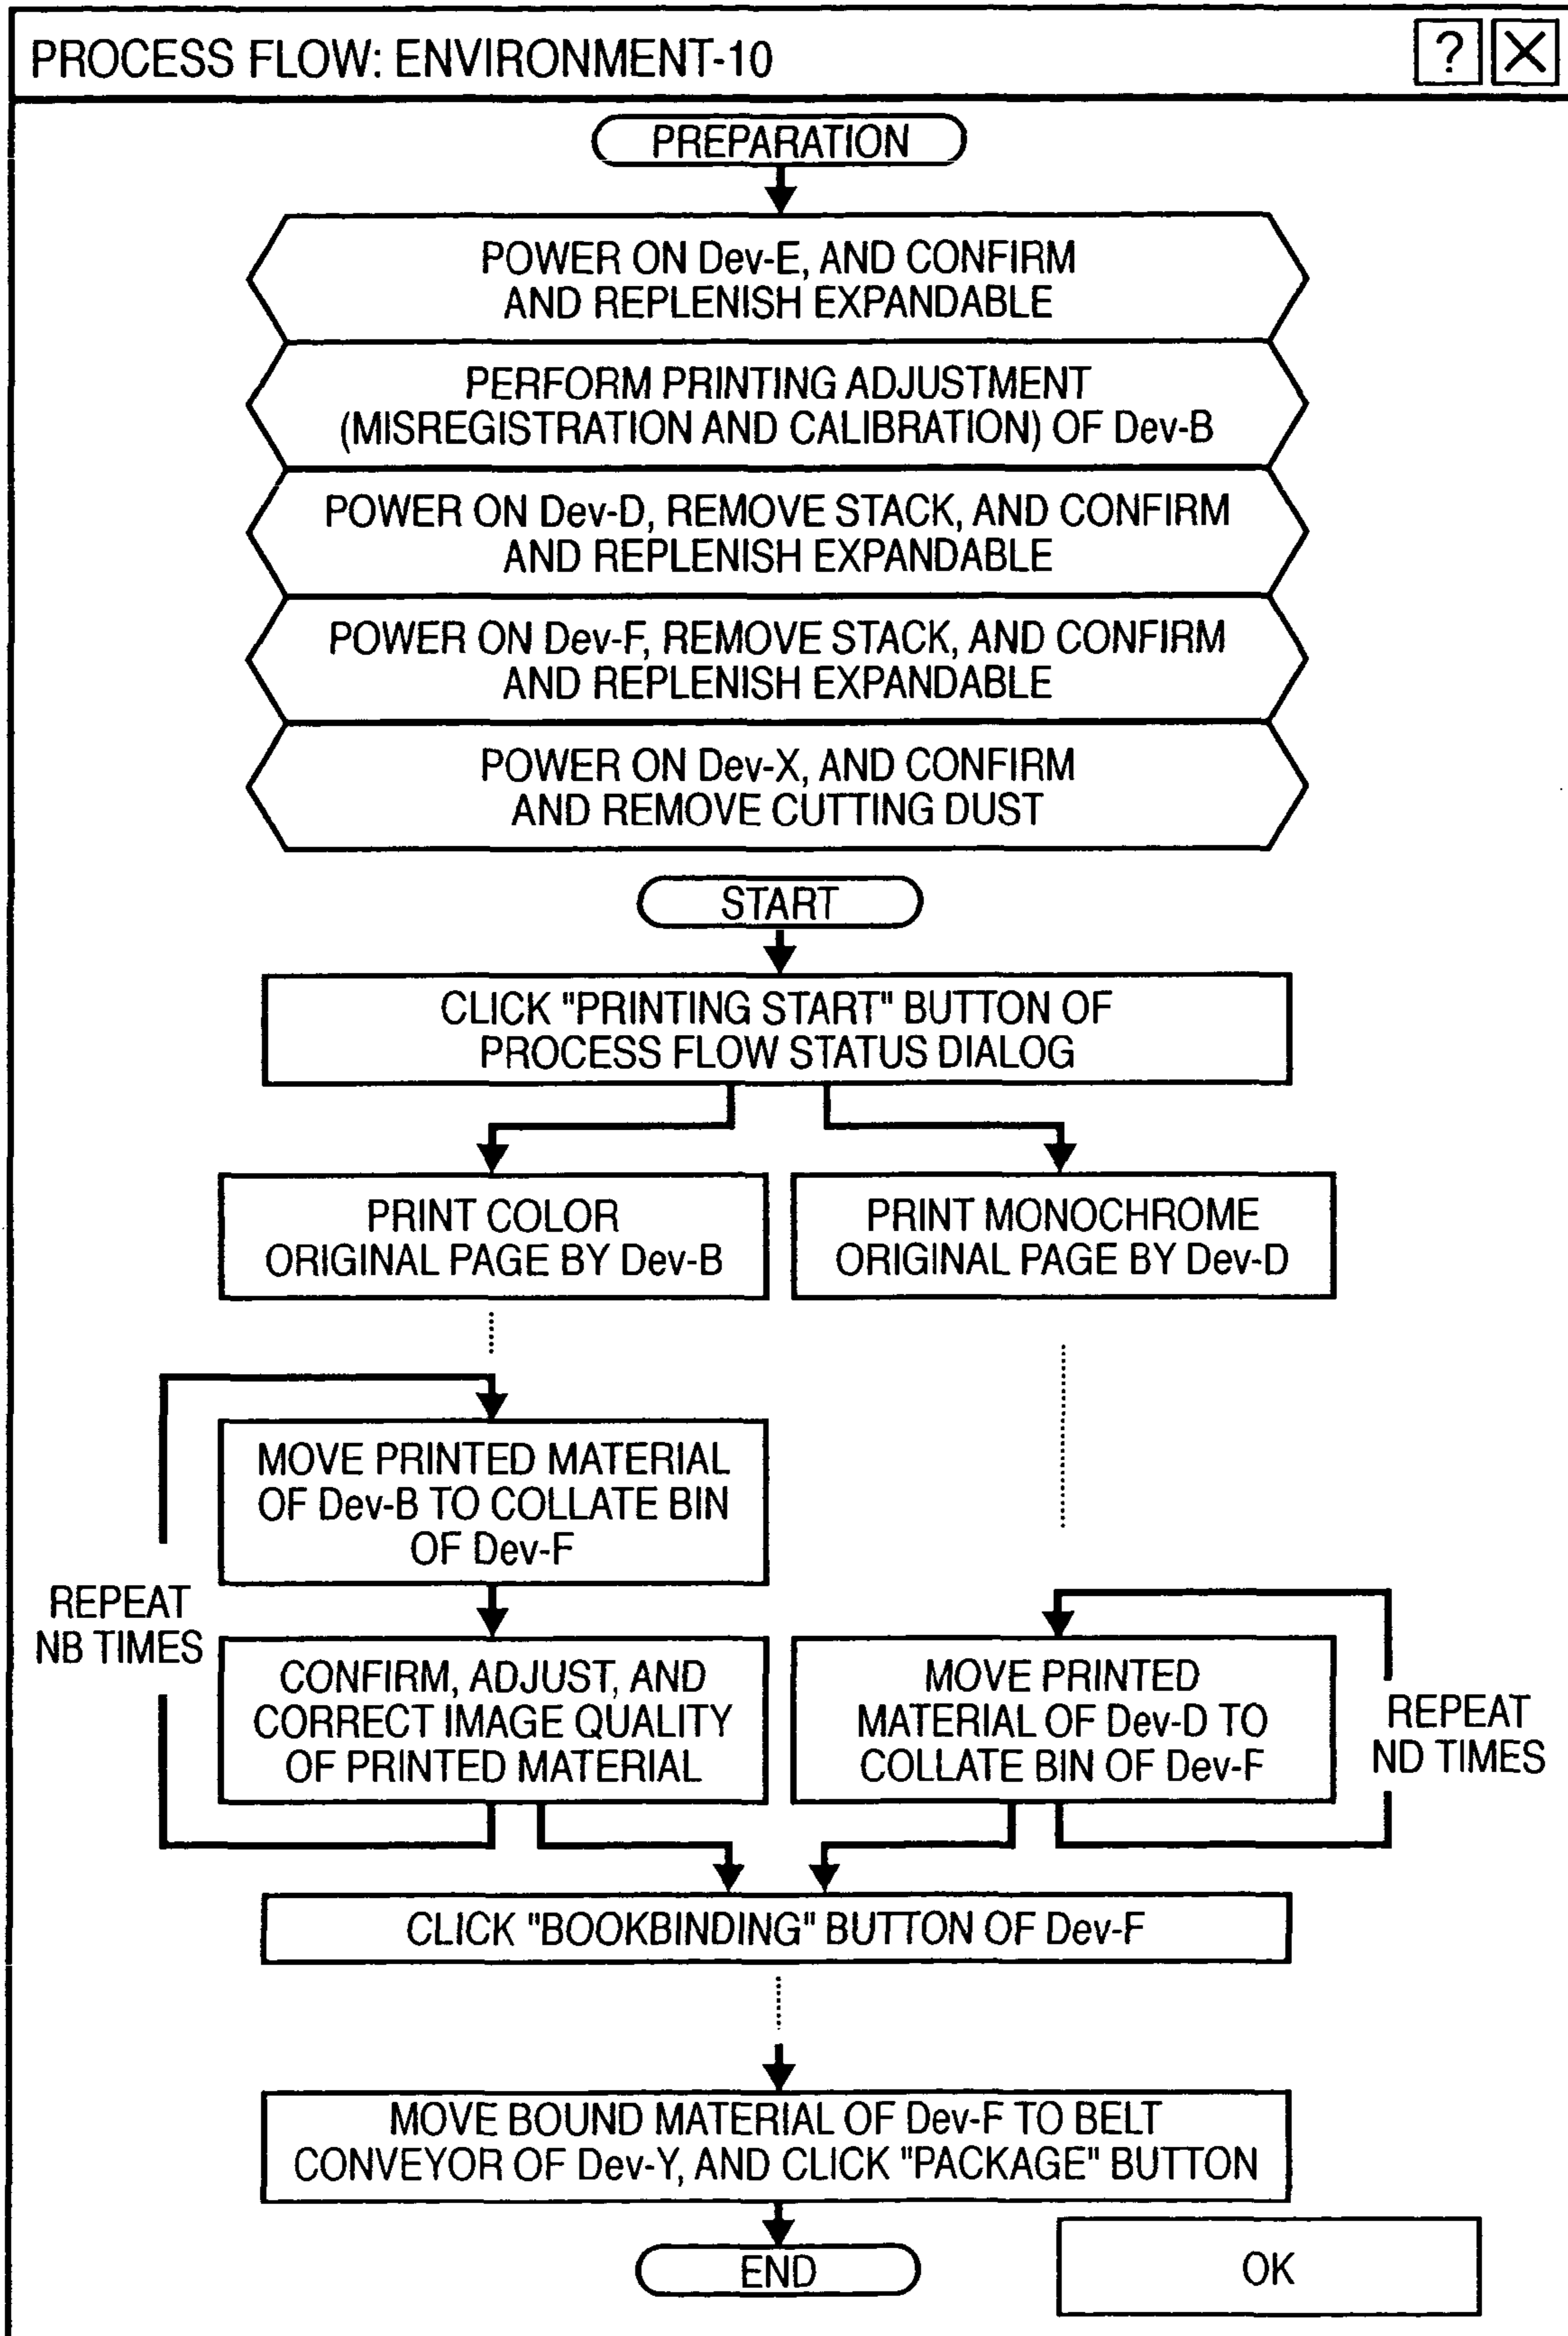 PROCESS FLOW: ENVIRONMENT-10
?
X
PREPARATION
POWER ON Dev-E, AND CONFIRM
AND REPLENISH EXPANDABLE
PERFORM PRINTING ADJUSTMENT
(MISREGISTRATION AND CALIBRATION) OF Dev-B
POWER ON Dev-D, REMOVE STACK, AND CONFIRM
AND REPLENISH EXPANDABLE
POWER ON Dev-F, REMOVE STACK, AND CONFIRM
AND REPLENISH EXPANDABLE
POWER ON Dev-X, AND CONFIRM
AND REMOVE CUTTING DUST
START
CLICK "PRINTING START" BUTTON OF
PROCESS FLOW STATUS DIALOG
PRINT COLOR
ORIGINAL PAGE BY Dev-B
PRINT MONOCHROME
ORIGINAL PAGE BY Dev-D
MOVE PRINTED MATERIAL
OF Dev-B TO COLLATE BIN
OF Dev-F
REPEAT
NB TIMES
CONFIRM, ADJUST, AND
CORRECT IMAGE QUALITY
OF PRINTED MATERIAL
MOVE PRINTED
MATERIAL OF Dev-D TO
COLLATE BIN OF Dev-F
REPEAT
ND TIMES
CLICK "BOOKBINDING" BUTTON OF Dev-F
MOVE BOUND MATERIAL OF Dev-F TO BELT
CONVEYOR OF Dev-Y, AND CLICK "PACKAGE" BUTTON
END
OK